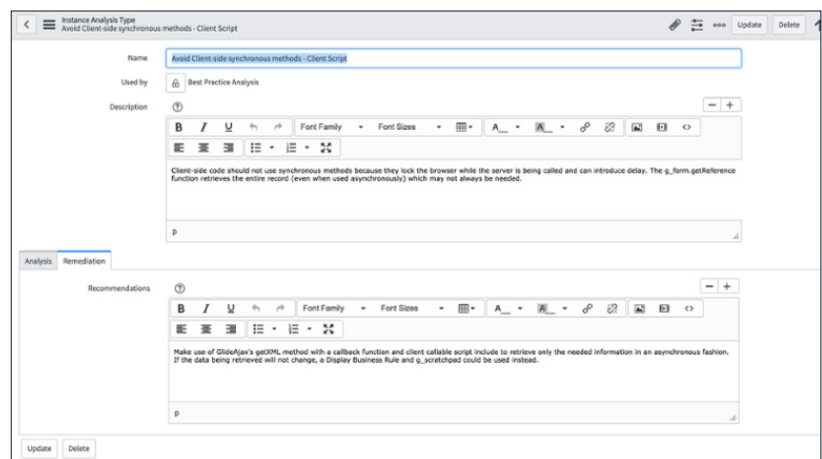 Instance Analysis Type
Avoid Client-side synchronous methods - Client Script
Update
Delete
Name
Avoid Client-side synchronous methods - Client Script
Used by
Best Practice Analysis
Description
B I U Font Family Font Sizes A A
Client-side code should not use synchronous methods because they lock the browser while the server is being called and can introduce delay. The g_form.getReference
function retrieves the entire record (even when used asynchronously) which may not always be needed.
p
Analysis Remediation
Recommendations
B I U Font Family Font Sizes A A
Make use of GlideAjax's getXML method with a callback function and client callable script include to retrieve only the needed information in an asynchronous fashion.
If the data being retrieved will not change, a Display Business Rule and g_scratchpad could be used instead.
p
Update Delete